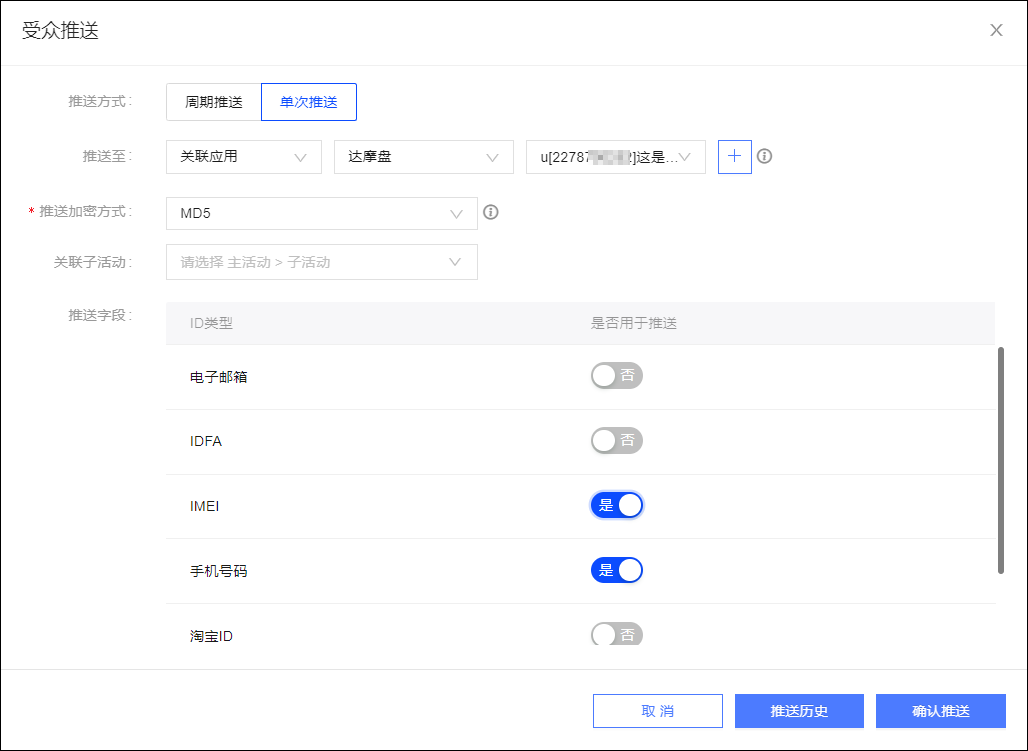 受众推送
推送方式:
周期推送
单次推送
推送至:
关联应用
达摩盘
u[2278 2]这是...
* 推送加密方式:
MD5
关联子活动:
请选择 主活动 > 子活动
推送字段:
ID类型
是否用于推送
电子邮箱
否
IDFA
否
IMEI
是
手机号码
是
淘宝ID
否
取 消
推送历史
确认推送